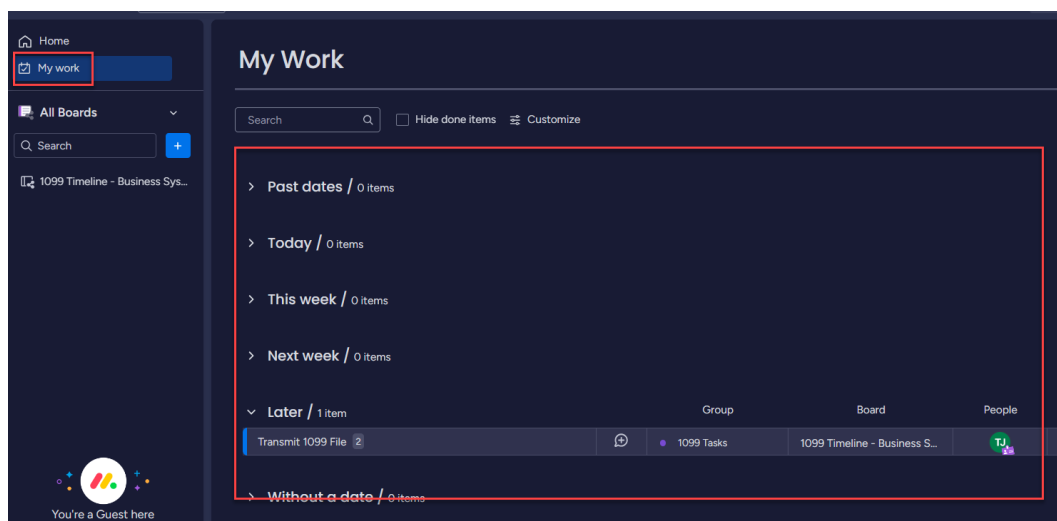 Home
My work
All Boards
Search
+
1099 Timeline - Business Sys...
You're a Guest here
My Work
Search
Hide done items
Customize
Past dates / 0 items
Today / 0 items
This week / 0 items
Next week / 0 items
Later / 1 item Group Board People
Transmit 1099 File 2 1099 Tasks 1099 Timeline - Business S... TJ
Without a date / 0 items